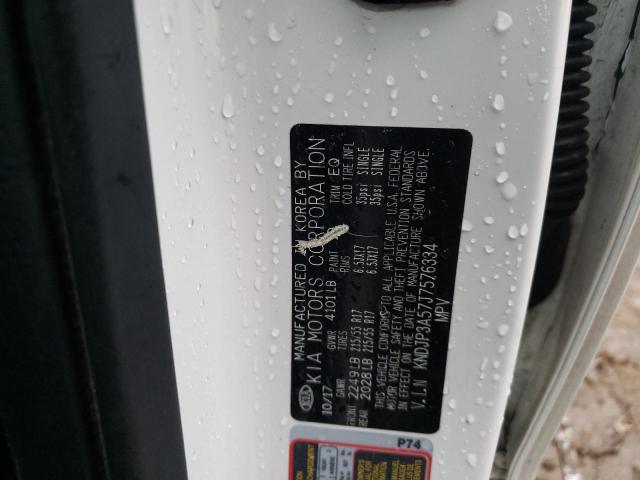 MANUFACTURED KOREA BY
KIA MOTORS CORPORATION
KIA 10/17 GVWR 4101LB PAINT TRIM EQ
GAWR TIRES RIMS COLD TIRE INFL
FRONT 2249LB 215/55 R17 6.5JX17 35psi SINGLE
REAR 2028LB 215/55 R17 6.5JX17 35psi SINGLE
THIS VEHICLE CONFORMS TO ALL APPLICABLE U.S.A. FEDERAL
MOTOR VEHICLE SAFETY AND THEFT PREVENTION STANDARDS
IN EFFECT ON THE DATE OF MANUFACTURE SHOWN ABOVE.
V.I.N KNDJP3A57J7576334
MPV
P74